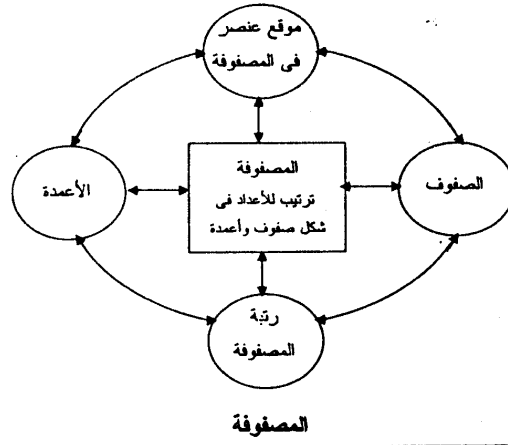 موقع عنصر
فى المصفوفة
الصفوف
المصفوفة
ترتيب للأعداد فى
شكل صفوف وأعمدة
الأعمدة
رتبة
المصفوفة
المصفوفة